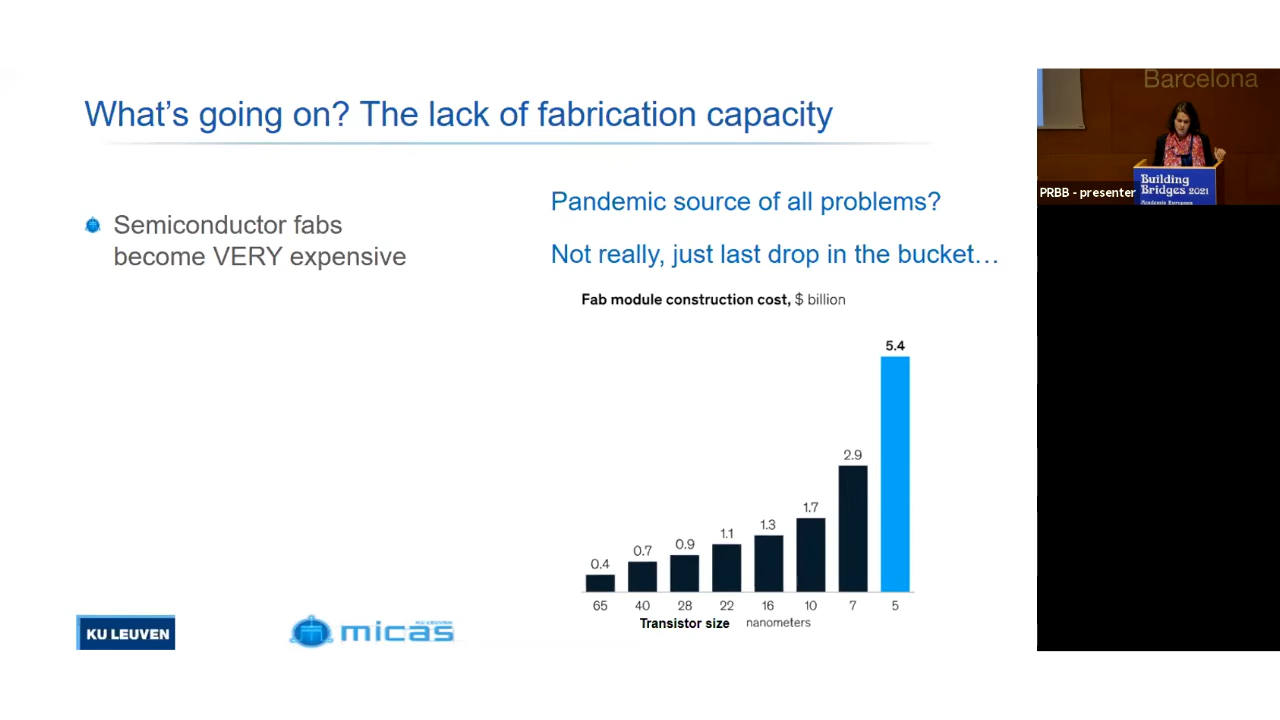 What's going on? The lack of fabrication capacity
Semiconductor fabs
become VERY expensive
Pandemic source of all problems?
Not really, just last drop in the bucket…
Fab module construction cost, $ billion
5.4
2.9
1.7
1.3
1.1
0.9
0.7
0.4
65 40 28 22 16 10 7 5
Transistor size nanometers
KU LEUVEN
KU LEUVEN
micas
Barcelona
PRBB - presenter
Building
Bridges 2021